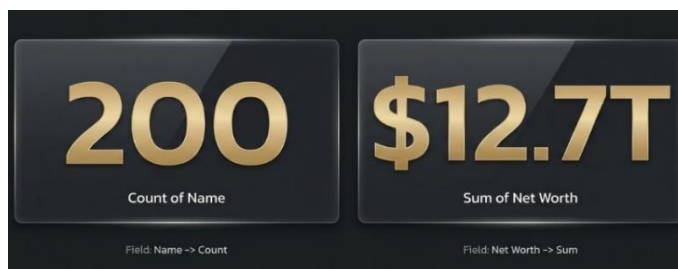 200
Count of Name
Field: Name -> Count
$12.7T
Sum of Net Worth
Field: Net Worth -> Sum